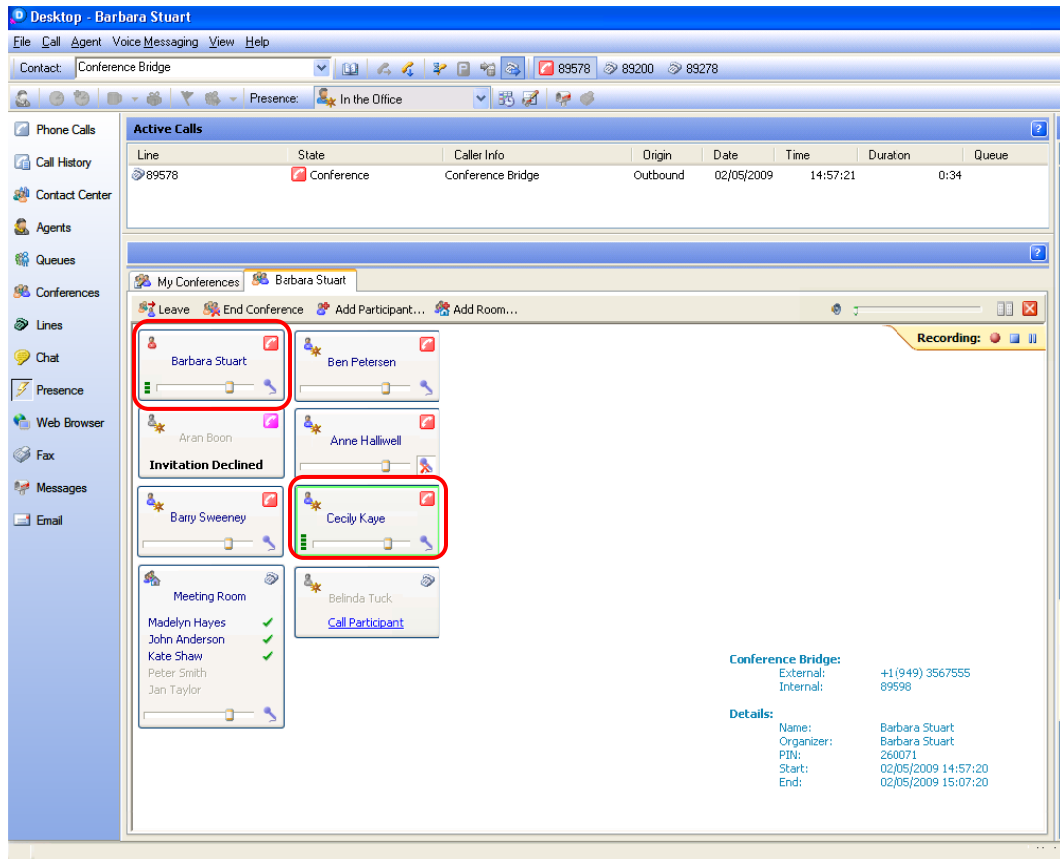 Desktop - Barbara Stuart
File Call Agent Voice Messaging View Help
Contact: Conference Bridge 89578 89200 89278
Presence: In the Office
Phone Calls
Call History
Contact Center
Agents
Queues
Conferences
Lines
Chat
Presence
Web Browser
Fax
Messages
Email
Active Calls
Line State Caller Info Origin Date Time Duraton Queue
89578 Conference Conference Bridge Outbound 02/05/2009 14:57:21 0:34
My Conferences Barbara Stuart
Leave End Conference Add Participant... Add Room...
Recording:
Barbara Stuart
Ben Petersen
Aran Boon
Invitation Declined
Anne Halliwell
Barry Sweeney
Cecily Kaye
Meeting Room
Madelyn Hayes
John Anderson
Kate Shaw
Peter Smith
Jan Taylor
Belinda Tuck
Call Participant
Conference Bridge:
External: +1(949) 3567555
Internal: 89598
Details:
Name: Barbara Stuart
Organizer: Barbara Stuart
PIN: 260071
Start: 02/05/2009 14:57:20
End: 02/05/2009 15:07:20